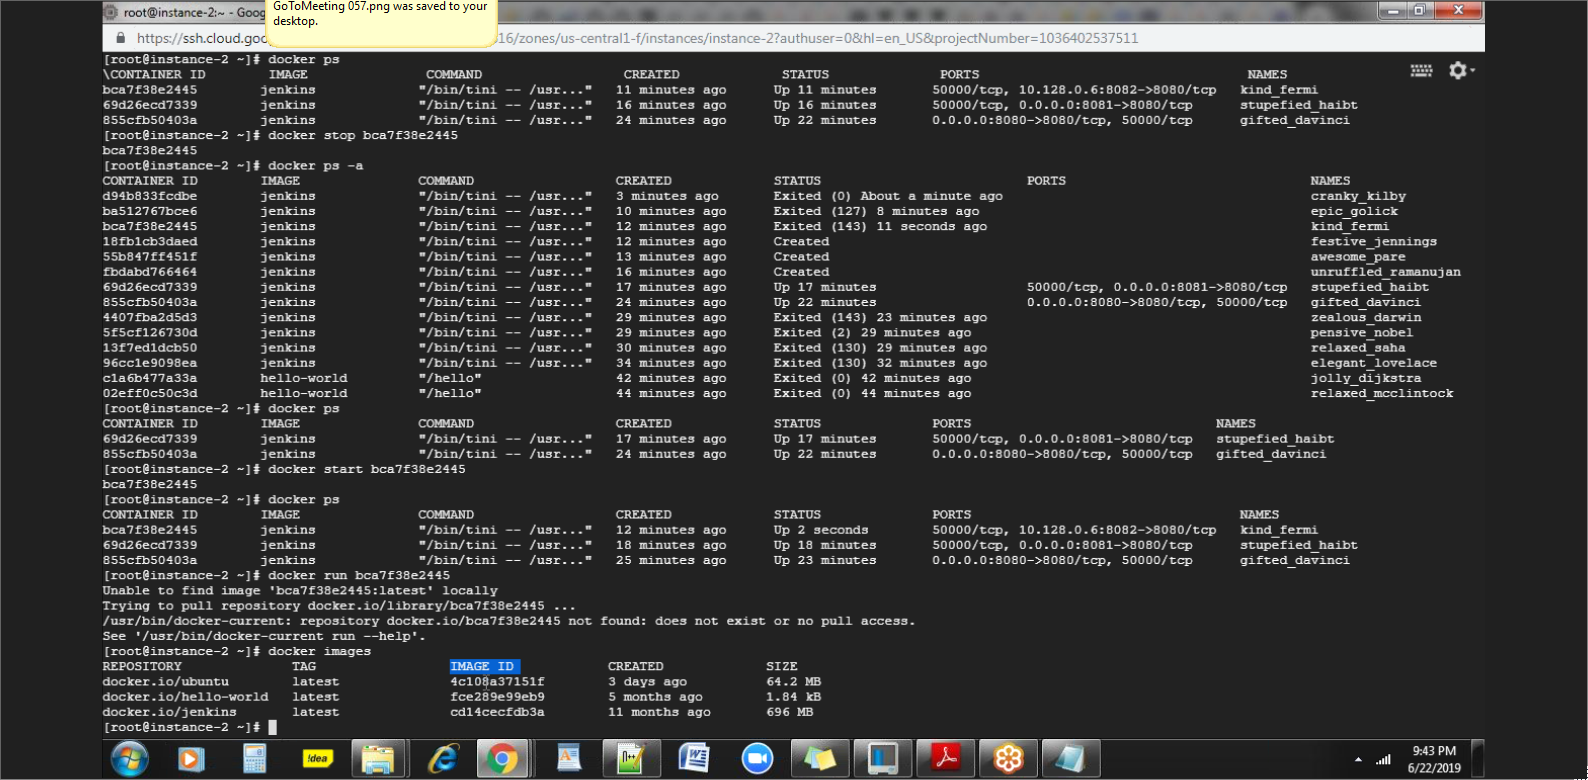 root@instance-2:~ - Goog
GoToMeeting 057.png was saved to your
desktop.
https://ssh.cloud.goo 16/zones/us-central1-f/instances/instance-2?authuser=0&hl=en_US&projectNumber=1036402537511
[root@instance-2 ~]# docker ps
\CONTAINER ID IMAGE COMMAND CREATED STATUS PORTS NAMES
bca7f38e2445 jenkins "/bin/tini -- /usr..." 11 minutes ago Up 11 minutes 50000/tcp, 10.128.0.6:8082->8080/tcp kind_fermi
69d26ecd7339 jenkins "/bin/tini -- /usr..." 16 minutes ago Up 16 minutes 50000/tcp, 0.0.0.0:8081->8080/tcp stupefied_haibt
855cfb50403a jenkins "/bin/tini -- /usr..." 24 minutes ago Up 22 minutes 0.0.0.0:8080->8080/tcp, 50000/tcp gifted_davinci
[root@instance-2 ~]# docker stop bca7f38e2445
bca7f38e2445
[root@instance-2 ~]# docker ps -a
CONTAINER ID IMAGE COMMAND CREATED STATUS PORTS NAMES
d94b833fcdbe jenkins "/bin/tini -- /usr..." 3 minutes ago Exited (0) About a minute ago cranky_kilby
ba512767bce6 jenkins "/bin/tini -- /usr..." 10 minutes ago Exited (127) 8 minutes ago epic_golick
bca7f38e2445 jenkins "/bin/tini -- /usr..." 12 minutes ago Exited (143) 11 seconds ago kind_fermi
18fb1cb3daed jenkins "/bin/tini -- /usr..." 12 minutes ago Created festive_jennings
55b847ff451f jenkins "/bin/tini -- /usr..." 13 minutes ago Created awesome_pare
fbdabd766464 jenkins "/bin/tini -- /usr..." 16 minutes ago Created unruffled_ramanujan
69d26ecd7339 jenkins "/bin/tini -- /usr..." 17 minutes ago Up 17 minutes 50000/tcp, 0.0.0.0:8081->8080/tcp stupefied_haibt
855cfb50403a jenkins "/bin/tini -- /usr..." 24 minutes ago Up 22 minutes 0.0.0.0:8080->8080/tcp, 50000/tcp gifted_davinci
4407fba2d5d3 jenkins "/bin/tini -- /usr..." 29 minutes ago Exited (143) 23 minutes ago zealous_darwin
5f5cf126730d jenkins "/bin/tini -- /usr..." 29 minutes ago Exited (2) 29 minutes ago pensive_nobel
13f7ed1dcb50 jenkins "/bin/tini -- /usr..." 30 minutes ago Exited (130) 29 minutes ago relaxed_saha
96cc1e9098ea jenkins "/bin/tini -- /usr..." 34 minutes ago Exited (130) 32 minutes ago elegant_lovelace
c1a6b477a33a hello-world "/hello" 42 minutes ago Exited (0) 42 minutes ago jolly_dijkstra
02eff0c50c3d hello-world "/hello" 44 minutes ago Exited (0) 44 minutes ago relaxed_mcclintock
[root@instance-2 ~]# docker ps
CONTAINER ID IMAGE COMMAND CREATED STATUS PORTS NAMES
69d26ecd7339 jenkins "/bin/tini -- /usr..." 17 minutes ago Up 17 minutes 50000/tcp, 0.0.0.0:8081->8080/tcp stupefied_haibt
855cfb50403a jenkins "/bin/tini -- /usr..." 24 minutes ago Up 22 minutes 0.0.0.0:8080->8080/tcp, 50000/tcp gifted_davinci
[root@instance-2 ~]# docker start bca7f38e2445
bca7f38e2445
[root@instance-2 ~]# docker ps
CONTAINER ID IMAGE COMMAND CREATED STATUS PORTS NAMES
bca7f38e2445 jenkins "/bin/tini -- /usr..." 12 minutes ago Up 2 seconds 50000/tcp, 10.128.0.6:8082->8080/tcp kind_fermi
69d26ecd7339 jenkins "/bin/tini -- /usr..." 18 minutes ago Up 18 minutes 50000/tcp, 0.0.0.0:8081->8080/tcp stupefied_haibt
855cfb50403a jenkins "/bin/tini -- /usr..." 25 minutes ago Up 23 minutes 0.0.0.0:8080->8080/tcp, 50000/tcp gifted_davinci
[root@instance-2 ~]# docker run bca7f38e2445
Unable to find image 'bca7f38e2445:latest' locally
Trying to pull repository docker.io/library/bca7f38e2445 ...
/usr/bin/docker-current: repository docker.io/bca7f38e2445 not found: does not exist or no pull access.
See '/usr/bin/docker-current run --help'.
[root@instance-2 ~]# docker images
REPOSITORY TAG IMAGE ID CREATED SIZE
docker.io/ubuntu latest 4c108a37151f 3 days ago 64.2 MB
docker.io/hello-world latest fce289e99eb9 5 months ago 1.84 kB
docker.io/jenkins latest cd14cecfdb3a 11 months ago 696 MB
[root@instance-2 ~]#
!dea
9:43 PM
6/22/2019